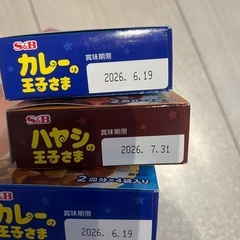 S&B
カレーの
王子さま
賞味期限
2026. 6.19
S&B
ハヤシの
王子さま
賞味期限
2026. 7.31
2皿分×4袋入り
S&B
カレーの
王子さま
賞味期限
2026. 6.19